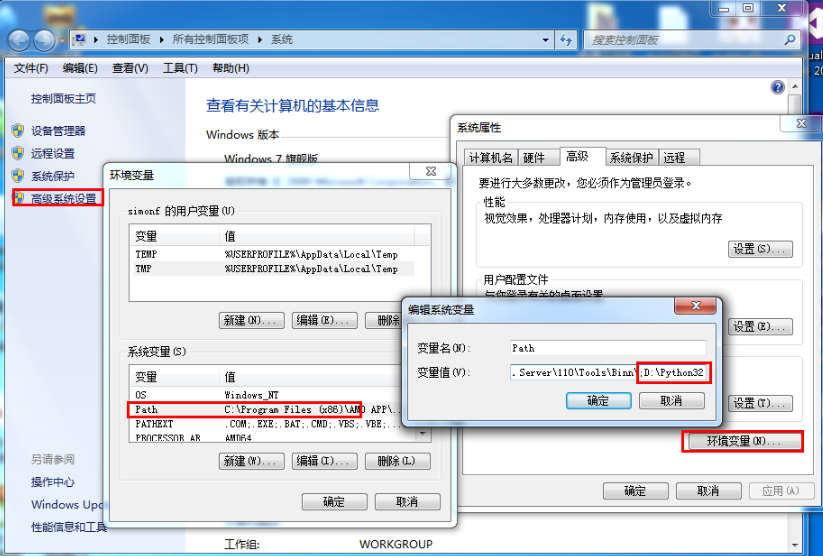 控制面板 ▸ 所有控制面板项 ▸ 系统
搜索控制面板
文件(F) 编辑(E) 查看(V) 工具(T) 帮助(H)
控制面板主页
设备管理器
远程设置
系统保护
高级系统设置
另请参阅
操作中心
Windows Upd
性能信息和工具
查看有关计算机的基本信息
Windows 版本
Windows 7 旗舰版
工作组: WORKGROUP
环境变量
simonf 的用户变量(U)
变量 值
TEMP %USERPROFILE%\AppData\Local\Temp
TMP %USERPROFILE%\AppData\Local\Temp
新建(N)... 编辑(E)... 删除
系统变量(S)
变量 值
OS Windows_NT
Path C:\Program Files (x86)\AMD APP\...
PATHEXT .COM;.EXE;.BAT;.CMD;.VBS;.VBE;...
PROCESSOR_AR AMD64
新建(W)... 编辑(I)... 删除(L)
确定 取消
系统属性
计算机名 硬件 高级 系统保护 远程
要进行大多数更改，您必须作为管理员登录。
性能
视觉效果，处理器计划，内存使用，以及虚拟内存
设置(S)...
用户配置文件
与您登录有关的桌面设置
设置(E)...
设置(T)...
环境变量(N)...
确定 取消 应用(A)
编辑系统变量
变量名(N): Path
变量值(V): . Server\110\Tools\Binn\;D:\Python32
确定 取消